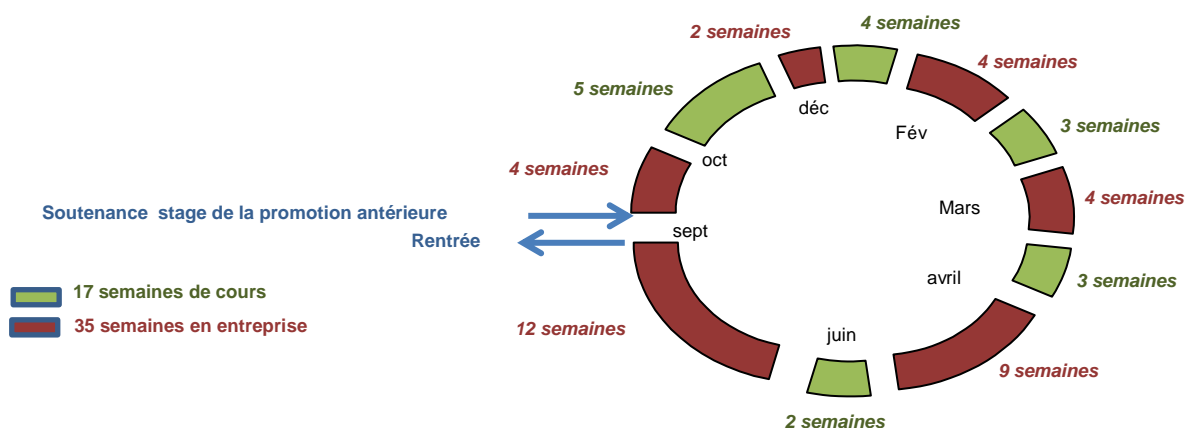 4 semaines
2 semaines
4 semaines
5 semaines
déc
Fév
3 semaines
oct
4 semaines
Mars
4 semaines
Soutenance stage de la promotion antérieure
sept
Rentrée
avril
3 semaines
17 semaines de cours
35 semaines en entreprise
12 semaines
juin
9 semaines
2 semaines